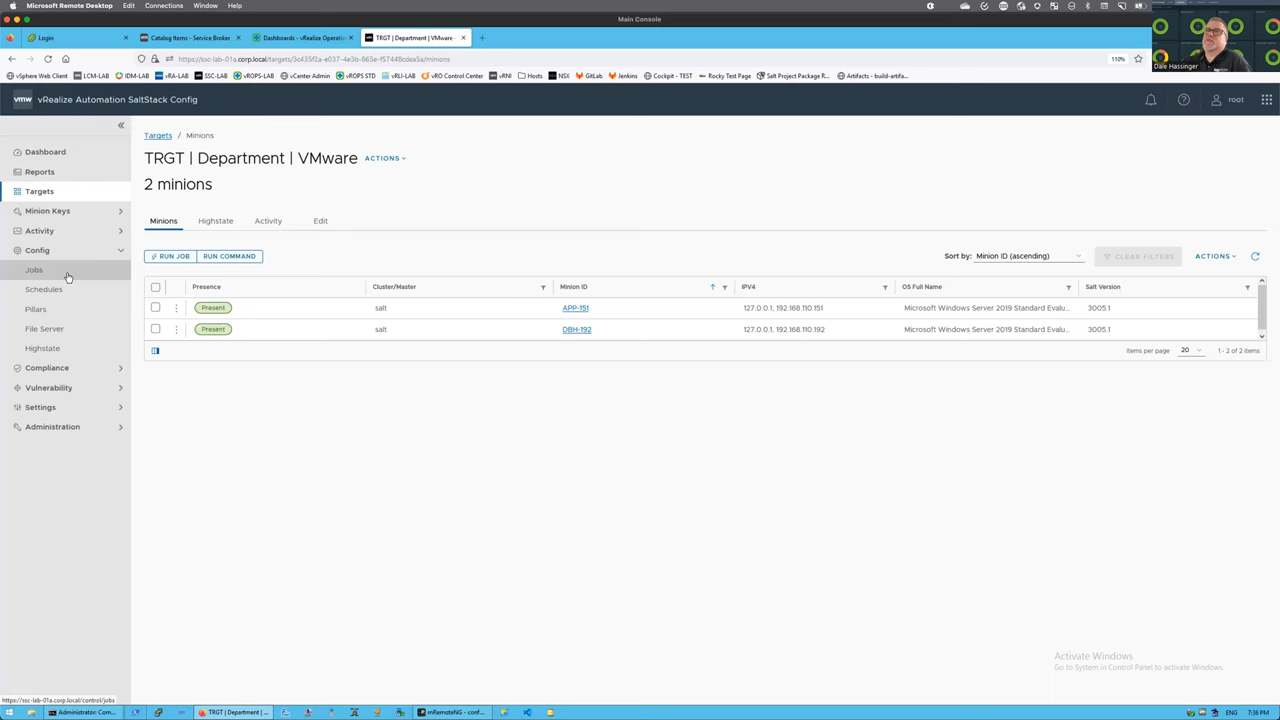 Microsoft Remote Desktop Edit Connections Window Help
Main Console
Login
Catalog Items - Service Broker
Dashboards - vRealize Operation
TRGT | Department | VMware -
https://ssc-lab-01a.corp.local/targets/3c435f2a-e037-4e3b-865e-f57448cdea5a/minions
110%
vSphere Web Client LCM-LAB IDM-LAB vRA-LAB SSC-LAB vROPS-LAB vCenter Admin vROPS STD vRLI-LAB vRO Control Center vRNI Hosts NSX GitLab Jenkins Cockpit - TEST Rocky Test Page Salt Project Package R... Artifacts - build-artifa...
Dale Hassinger
vmw vRealize Automation SaltStack Config
root
Dashboard
Reports
Targets
Minion Keys
Activity
Config
Jobs
Schedules
Pillars
File Server
Highstate
Compliance
Vulnerability
Settings
Administration
Targets / Minions
TRGT | Department | VMware ACTIONS
2 minions
Minions Highstate Activity Edit
RUN JOB RUN COMMAND
Sort by: Minion ID (ascending)
CLEAR FILTERS
ACTIONS
Presence Cluster/Master Minion ID IPV4 OS Full Name Salt Version
Present salt APP-151 127.0.0.1, 192.168.110.151 Microsoft Windows Server 2019 Standard Evalu... 3005.1
Present salt DBH-192 127.0.0.1, 192.168.110.192 Microsoft Windows Server 2019 Standard Evalu... 3005.1
Items per page 20 1 - 2 of 2 items
Activate Windows
Go to System in Control Panel to activate Windows.
https://ssc-lab-01a.corp.local/control/jobs
Administrator: Com...
TRGT | Department | ...
mRemoteNG - conf...
ENG 7:36 PM